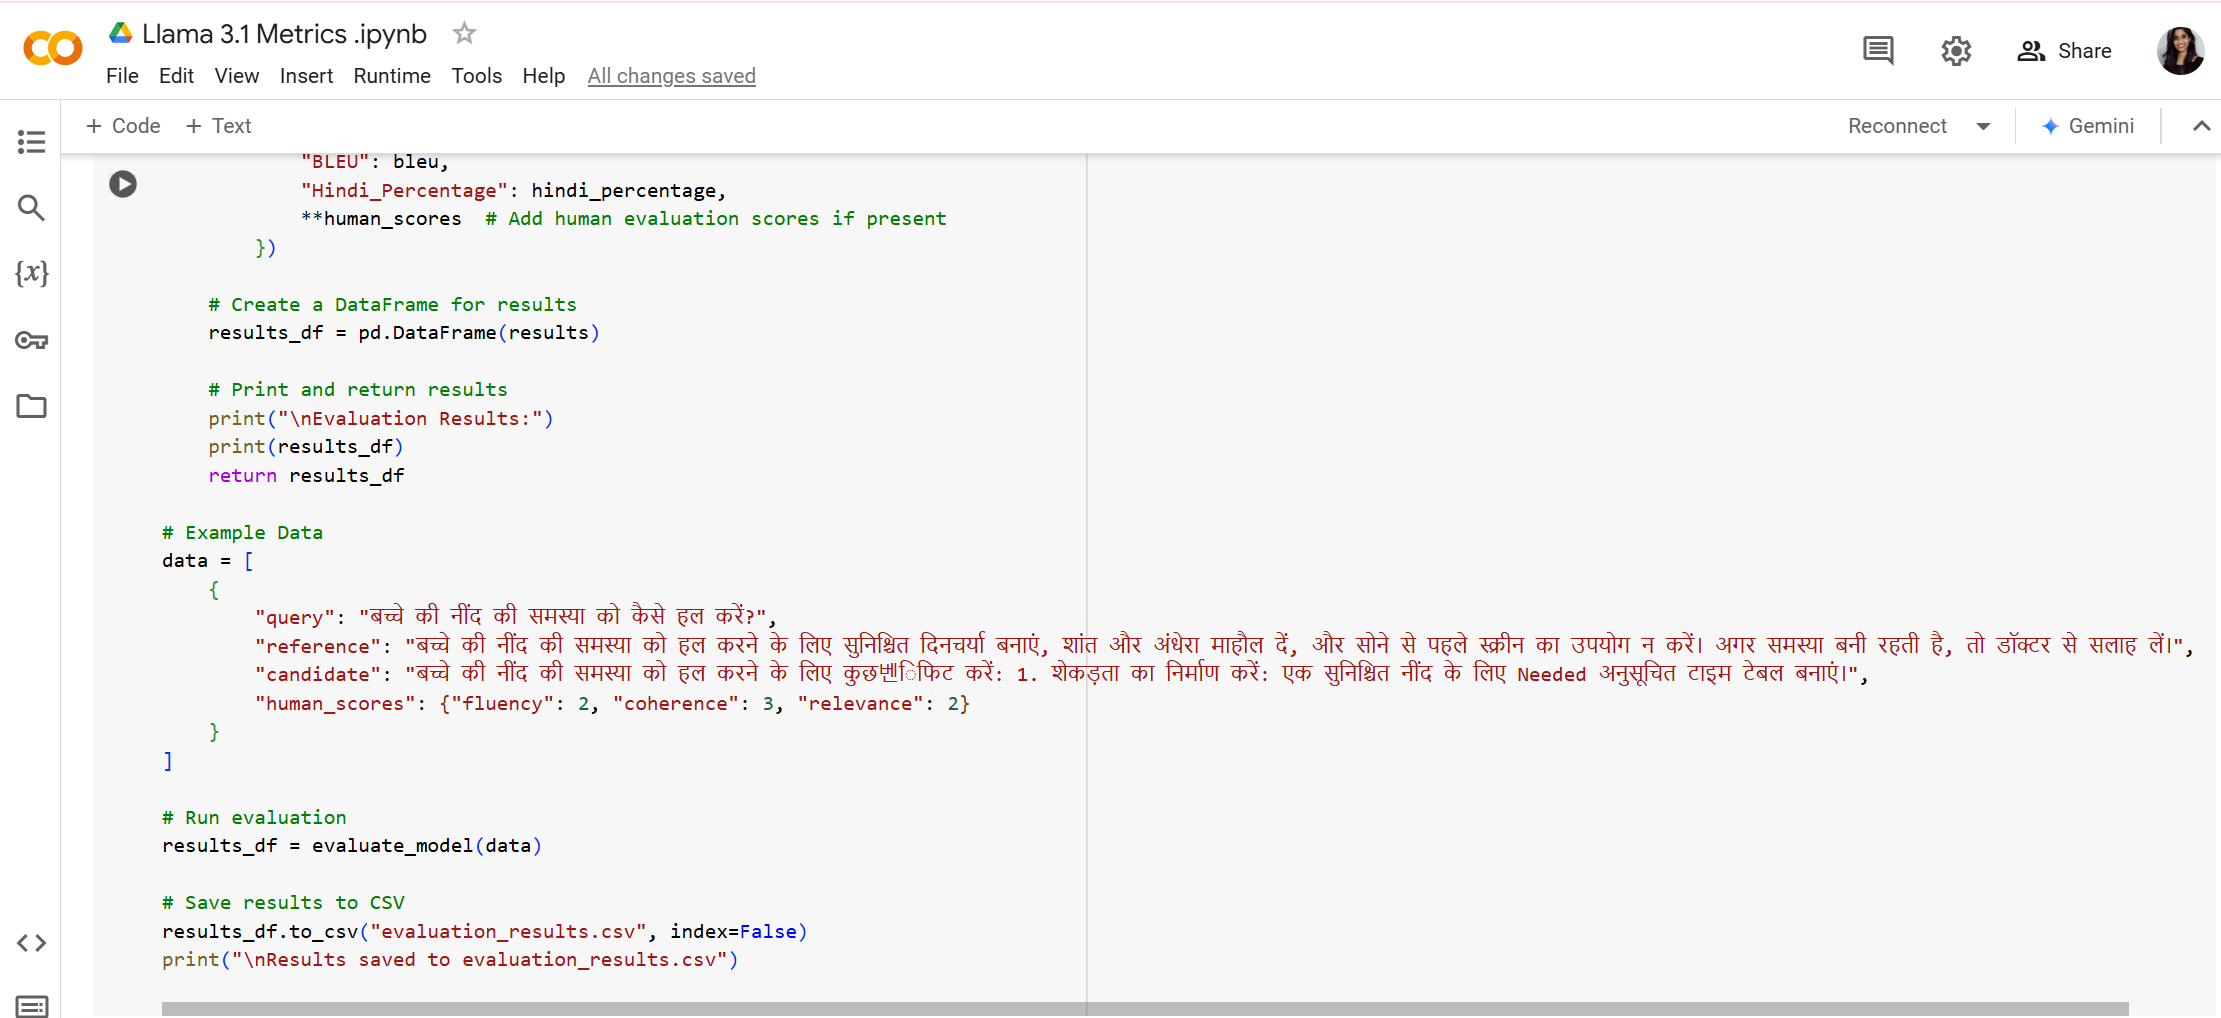 Llama 3.1 Metrics .ipynb
File Edit View Insert Runtime Tools Help All changes saved
Share
+ Code + Text
Reconnect
Gemini
"BLEU": bleu,
"Hindi_Percentage": hindi_percentage,
**human_scores  # Add human evaluation scores if present
})
# Create a DataFrame for results
results_df = pd.DataFrame(results)
# Print and return results
print("\nEvaluation Results:")
print(results_df)
return results_df
# Example Data
data = [
{
"query": "बच्चे की नींद की समस्या को कैसे हल करें?",
"reference": "बच्चे की नींद की समस्या को हल करने के लिए सुनिश्चित दिनचर्या बनाएं, शांत और अंधेरा माहौल दें, और सोने से पहले स्क्रीन का उपयोग न करें। अगर समस्या बनी रहती है, तो डॉक्टर से सलाह लें।",
"candidate": "बच्चे की नींद की समस्या को हल करने के लिए कुछ벤िफिट करें: 1. शेकड़ता का निर्माण करें: एक सुनिश्चित नींद के लिए Needed अनुसूचित टाइम टेबल बनाएं।",
"human_scores": {"fluency": 2, "coherence": 3, "relevance": 2}
}
]
# Run evaluation
results_df = evaluate_model(data)
# Save results to CSV
results_df.to_csv("evaluation_results.csv", index=False)
print("\nResults saved to evaluation_results.csv")